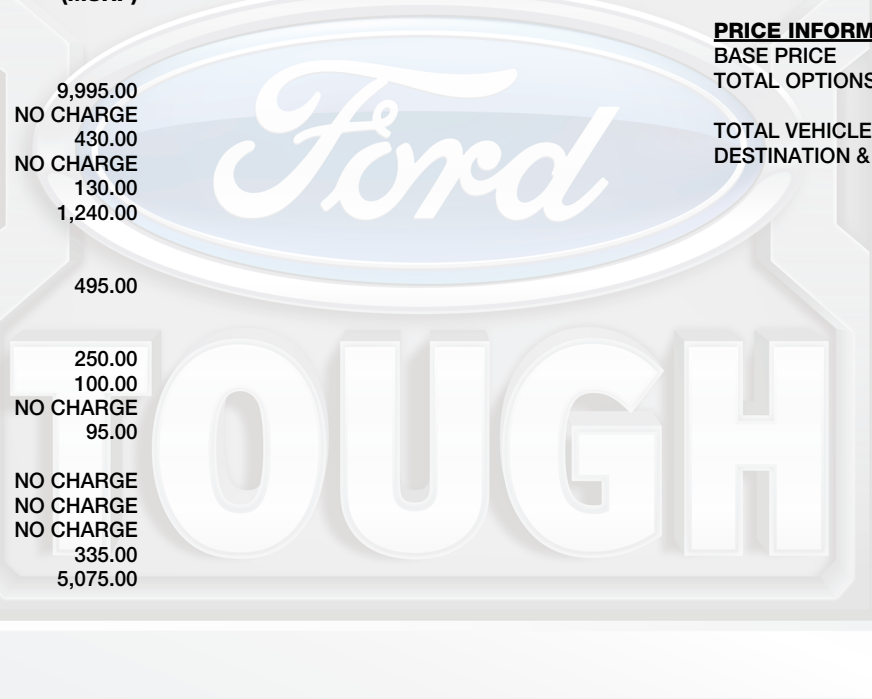 9,995.00
NO CHARGE
430.00
NO CHARGE
130.00
1,240.00
495.00
250.00
100.00
NO CHARGE
95.00
NO CHARGE
NO CHARGE
NO CHARGE
335.00
5,075.00
PRICE INFORM
BASE PRICE
TOTAL OPTIONS
TOTAL VEHICLE
DESTINATION &
Ford
TOUGH